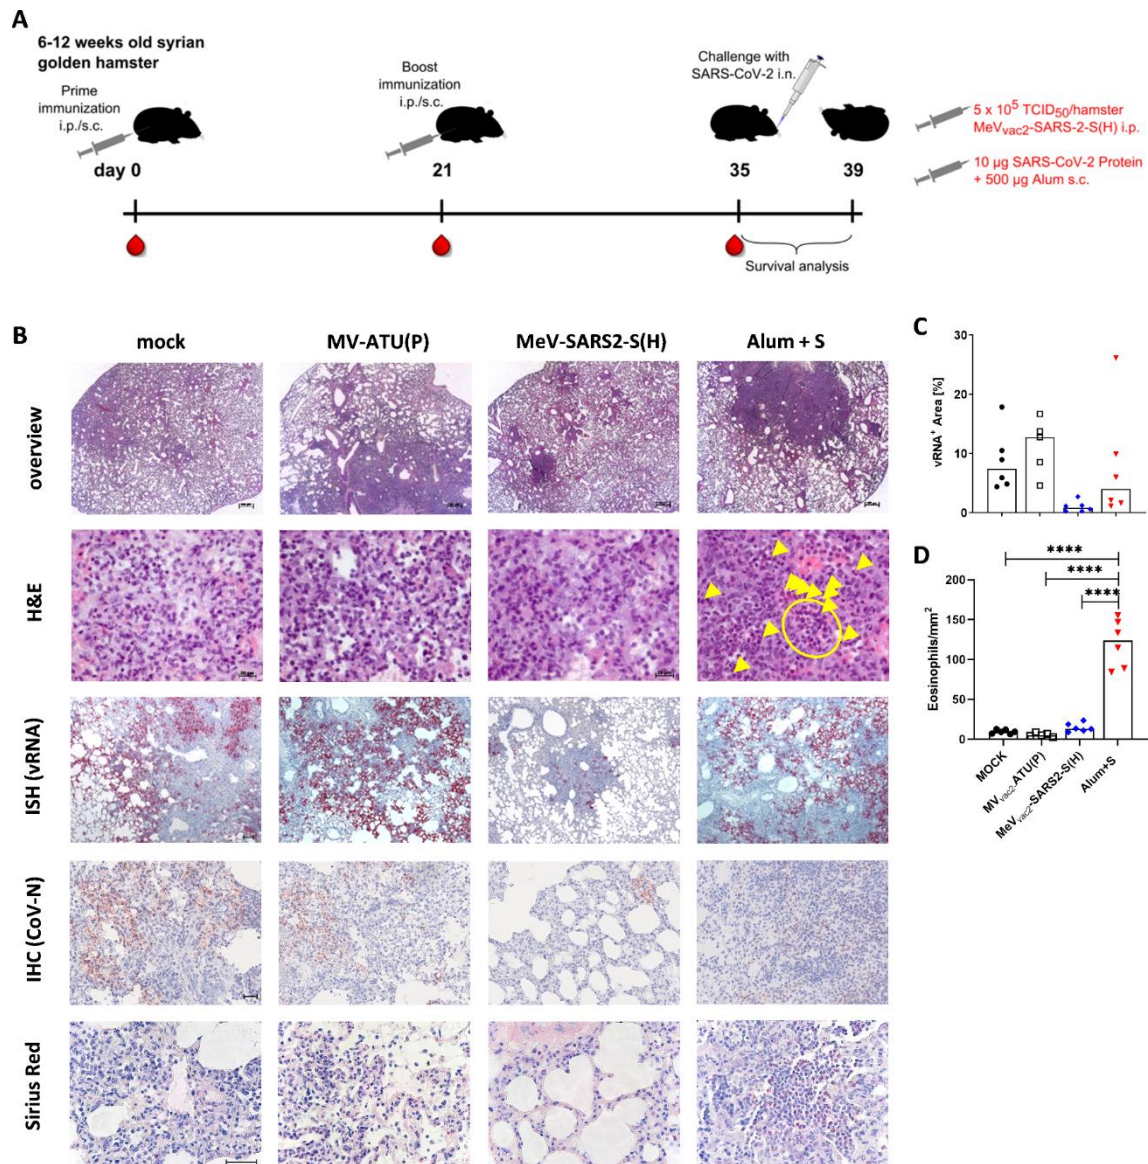 A
6-12 weeks old syrian
golden hamster
Prime
immunization
i.p./s.c.
Boost
immunization
i.p./s.c.
Challenge with
SARS-CoV-2 i.n.
5 x 10⁵ TCID₅₀/hamster
MeVvac2-SARS-2-S(H) i.p.
10 µg SARS-CoV-2 Protein
+ 500 µg Alum s.c.
day 0
21
35
39
Survival analysis
B
mock
MV-ATU(P)
MeV-SARS2-S(H)
Alum + S
overview
H&E
ISH (vRNA)
IHC (CoV-N)
Sirius Red
C
vRNA⁺ Area [%]
30
20
10
0
D
****
****
****
Eosinophils/mm²
200
150
100
50
0
MOCK
MVvac2-ATU(P)
MeVvac2-SARS2-S(H)
Alum+S